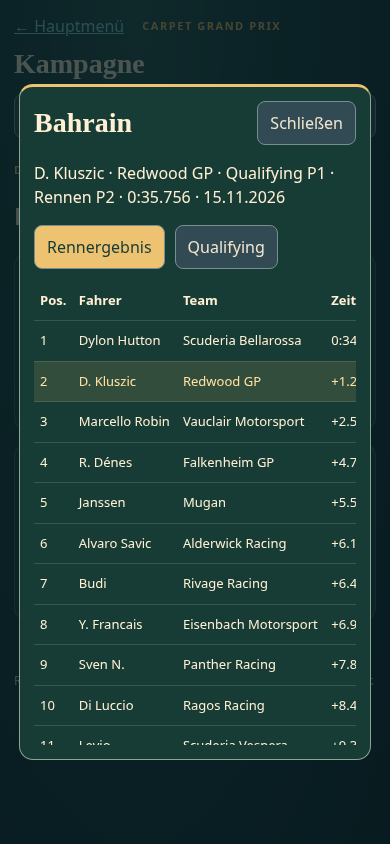 ← Hauptmenü CARPET GRAND PRIX
Kampagne
Bahrain
Schließen
D. Kluszic · Redwood GP · Qualifying P1 ·
Rennen P2 · 0:35.756 · 15.11.2026
Rennergebnis Qualifying
Pos. Fahrer Team Zeit
1 Dylon Hutton Scuderia Bellarossa 0:34
2 D. Kluszic Redwood GP +1.2
3 Marcello Robin Vauclair Motorsport +2.5
4 R. Dénes Falkenheim GP +4.7
5 Janssen Mugan +5.5
6 Alvaro Savic Alderwick Racing +6.1
7 Budi Rivage Racing +6.4
8 Y. Francais Eisenbach Motorsport +6.9
9 Sven N. Panther Racing +7.8
10 Di Luccio Ragos Racing +8.4
11 Scuderia